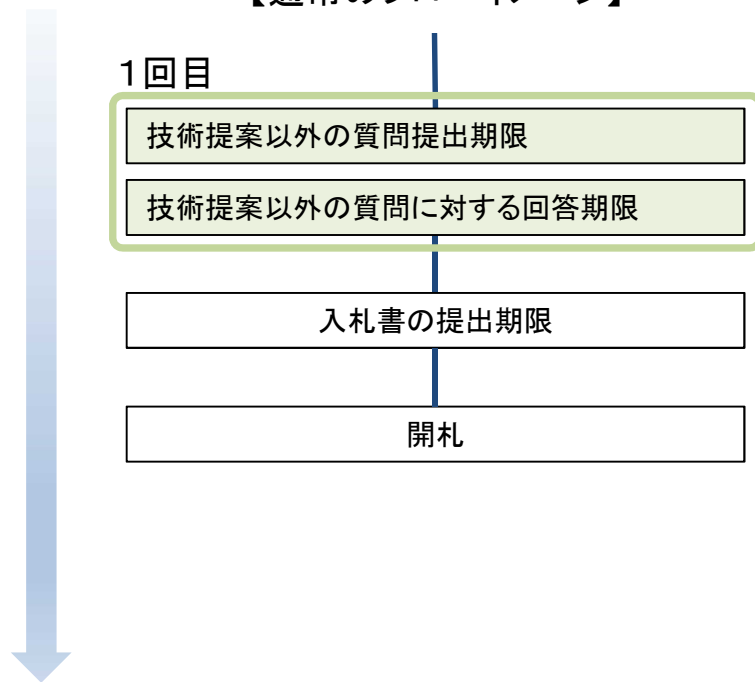 1回目
技術提案以外の質問提出期限
技術提案以外の質問に対する回答期限
入札書の提出期限
開札